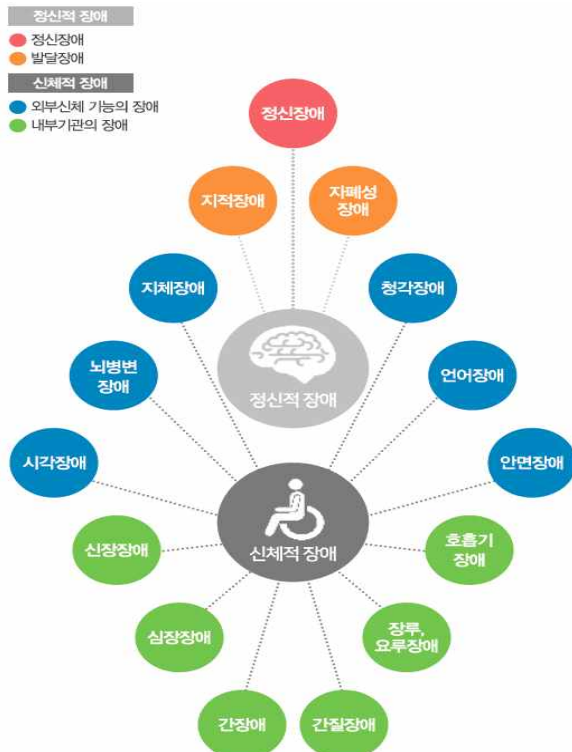 정신적 장애
정신장애
발달장애
신체적 장애
외부신체 기능의 장애
내부기관의 장애
정신장애
지적장애
자폐성
장애
지체장애
청각장애
정신적 장애
뇌병변
장애
언어장애
시각장애
안면장애
신체적 장애
신장장애
호흡기
장애
심장장애
장루,
요루장애
간장애
간질장애